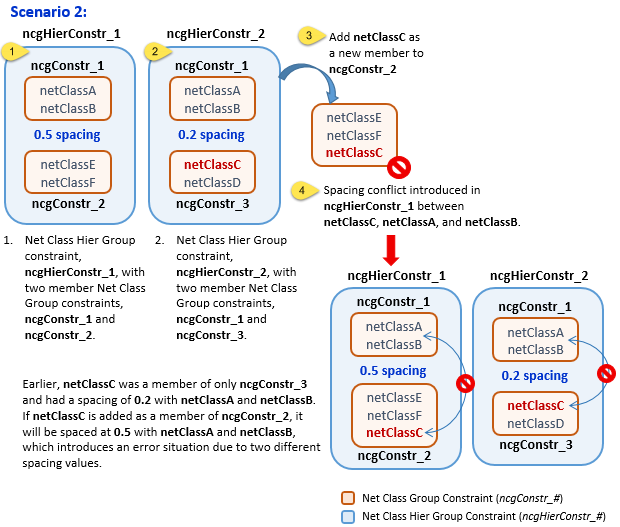 Scenario 2:
ncgHierConstr_1
1
ncgConstr_1
netClassA
netClassB
0.5 spacing
netClassE
netClassF
ncgConstr_2
ncgHierConstr_2
2
ncgConstr_1
netClassA
netClassB
0.2 spacing
netClassC
netClassD
ncgConstr_3
3
Add netClassC as
a new member to
ncgConstr_2
netClassE
netClassF
netClassC
4
Spacing conflict introduced in
ncgHierConstr_1 between
netClassC, netClassA, and netClassB.
1. Net Class Hier Group
constraint,
ncgHierConstr_1, with
two member Net Class
Group constraints,
ncgConstr_1 and
ncgConstr_2.
2. Net Class Hier Group
constraint,
ncgHierConstr_2, with
two member Net Class
Group constraints,
ncgConstr_1 and
ncgConstr_3.
Earlier, netClassC was a member of only ncgConstr_3
and had a spacing of 0.2 with netClassA and netClassB.
If netClassC is added as a member of ncgConstr_2, it
will be spaced at 0.5 with netClassA and netClassB,
which introduces an error situation due to two different
spacing values.
ncgHierConstr_1
ncgConstr_1
netClassA
netClassB
0.5 spacing
netClassE
netClassF
netClassC
ncgConstr_2
ncgHierConstr_2
ncgConstr_1
netClassA
netClassB
0.2 spacing
netClassC
netClassD
ncgConstr_3
Net Class Group Constraint (ncgConstr_#)
Net Class Hier Group Constraint (ncgHierConstr_#)